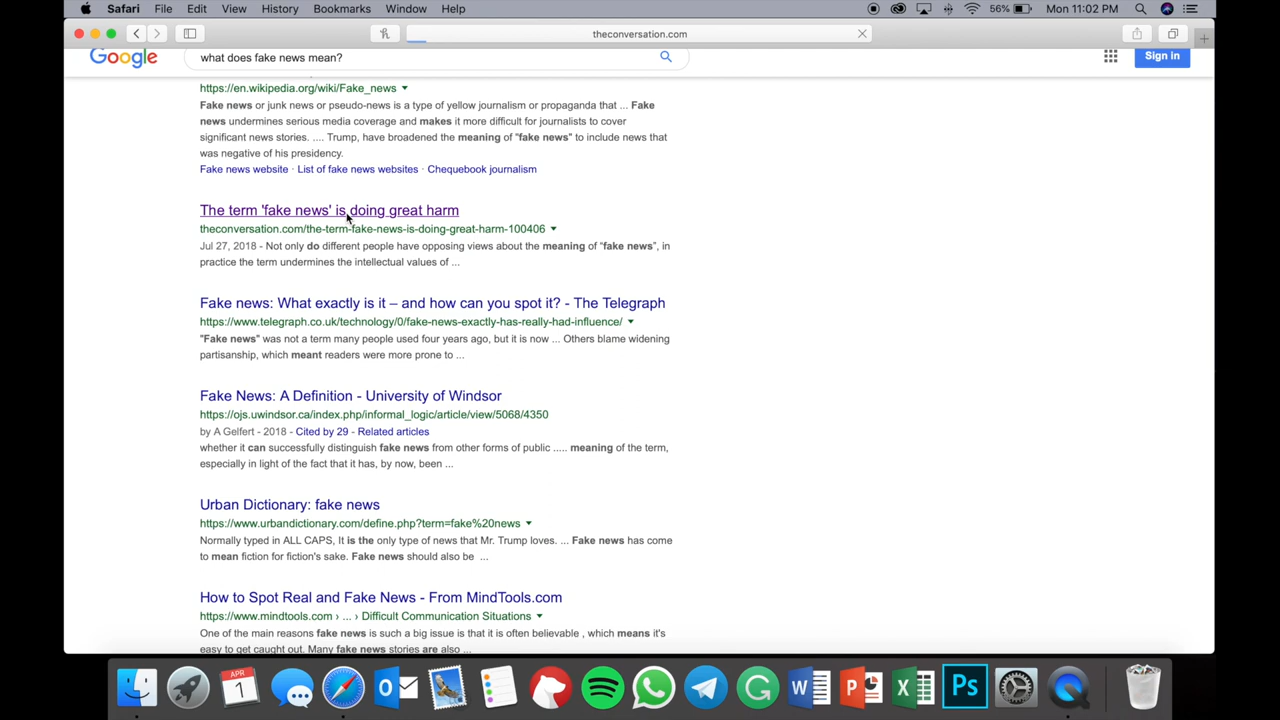 Safari File Edit View History Bookmarks Window Help 56% Mon 11:02 PM
theconversation.com
Google what does fake news mean? Sign in
https://en.wikipedia.org/wiki/Fake_news
Fake news or junk news or pseudo-news is a type of yellow journalism or propaganda that ... Fake
news undermines serious media coverage and makes it more difficult for journalists to cover
significant news stories. .... Trump, have broadened the meaning of "fake news" to include news that
was negative of his presidency.
Fake news website · List of fake news websites · Chequebook journalism
The term 'fake news' is doing great harm
theconversation.com/the-term-fake-news-is-doing-great-harm-100406
Jul 27, 2018 - Not only do different people have opposing views about the meaning of “fake news”, in
practice the term undermines the intellectual values of ...
Fake news: What exactly is it – and how can you spot it? - The Telegraph
https://www.telegraph.co.uk/technology/0/fake-news-exactly-has-really-had-influence/
"Fake news" was not a term many people used four years ago, but it is now ... Others blame widening
partisanship, which meant readers were more prone to ...
Fake News: A Definition - University of Windsor
https://ojs.uwindsor.ca/index.php/informal_logic/article/view/5068/4350
by A Gelfert - 2018 - Cited by 29 - Related articles
whether it can successfully distinguish fake news from other forms of public ..... meaning of the term,
especially in light of the fact that it has, by now, been ...
Urban Dictionary: fake news
https://www.urbandictionary.com/define.php?term=fake%20news
Normally typed in ALL CAPS, It is the only type of news that Mr. Trump loves. ... Fake news has come
to mean fiction for fiction's sake. Fake news should also be ...
How to Spot Real and Fake News - From MindTools.com
https://www.mindtools.com › ... › Difficult Communication Situations
One of the main reasons fake news is such a big issue is that it is often believable , which means it's
easy to get caught out. Many fake news stories are also ...
APR
1
O
G
W
P
X
Ps